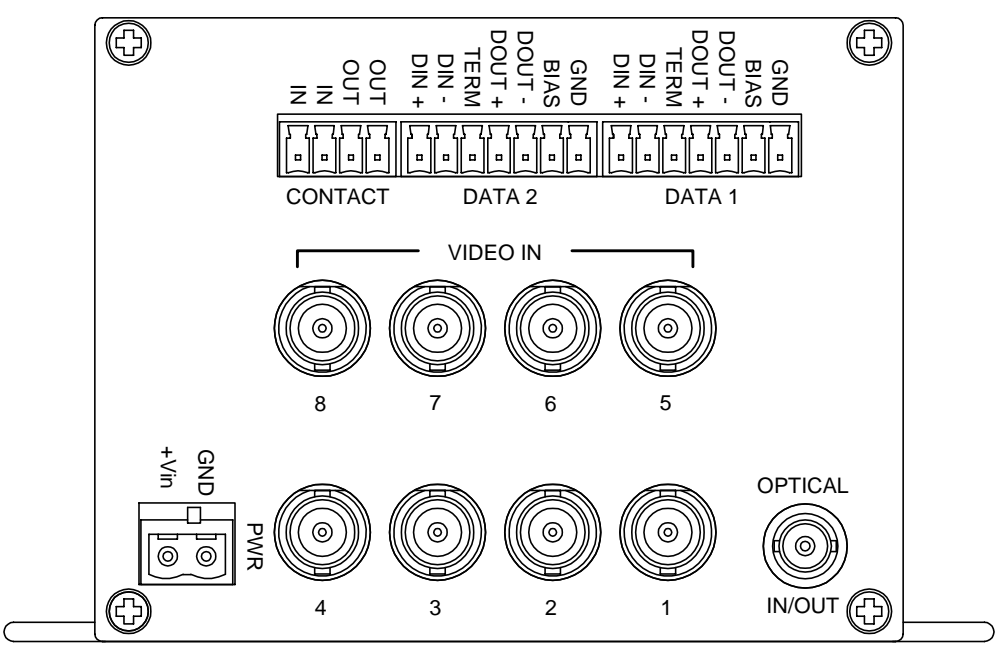 IN IN OUT OUT DIN + DIN - TERM DOUT + DOUT - BIAS GND DIN + DIN - TERM DOUT + DOUT - BIAS GND
CONTACT DATA 2 DATA 1
VIDEO IN
8 7 6 5
+Vin GND
PWR
OPTICAL
IN/OUT
4 3 2 1